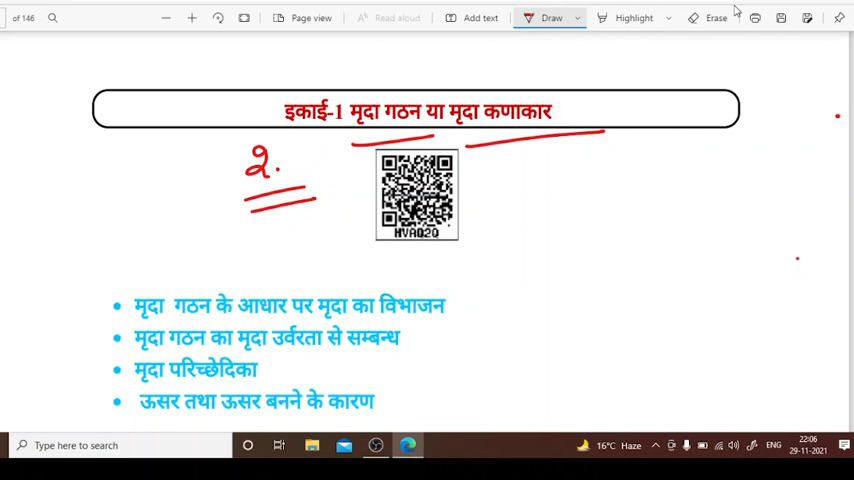 of 146
Page view
Read aloud
Add text
Draw
Highlight
Erase
इकाई-1 मृदा गठन या मृदा कणाकार
2.
HVAQ2Q
• मृदा गठन के आधार पर मृदा का विभाजन
• मृदा गठन का मृदा उर्वरता से सम्बन्ध
• मृदा परिच्छेदिका
• ऊसर तथा ऊसर बनने के कारण
Type here to search
16°C Haze
ENG
22:06
29-11-2021